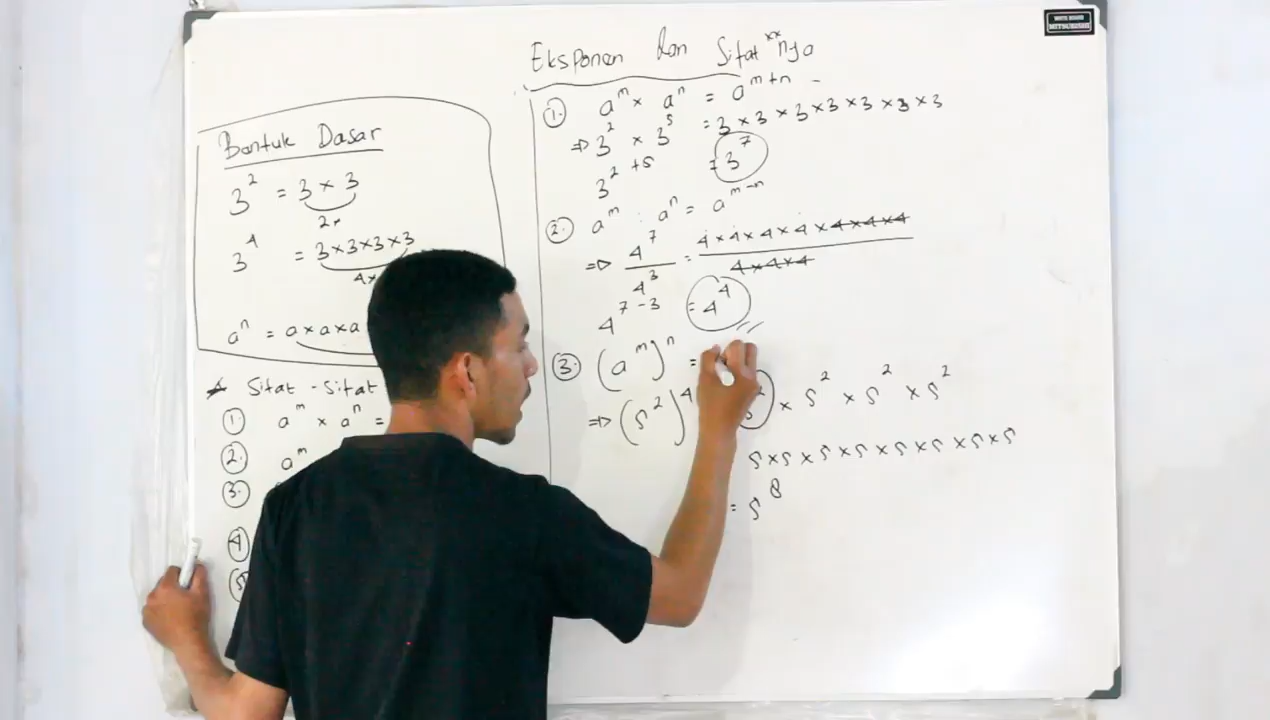 WHITE BOARD
MITSUBISHI
Eksponen dan Sifat ˣˣ nya
Bentuk Dasar
3² = 3 × 3
2×
3⁴ = 3×3×3×3
4×
aⁿ = a×a×a
Sifat - Sifat
1. aᵐ × aⁿ =
2. aᵐ
3.
4
5
1. aᵐ × aⁿ = aᵐ⁺ⁿ
⇒ 3² × 3⁵ = 3 × 3 × 3 × 3 × 3 × 3 × 3
3²⁺⁵ = 3⁷
2. aᵐ : aⁿ = aᵐ⁻ⁿ
⇒ 4⁷/4³ = 4×4×4×4×4×4×4 / 4×4×4
4⁷⁻³ = 4⁴
3. (aᵐ)ⁿ =
⇒ (5²)⁴ 5² × 5² × 5² × 5²
5×5×5×5×5×5×5×5
= 5⁸